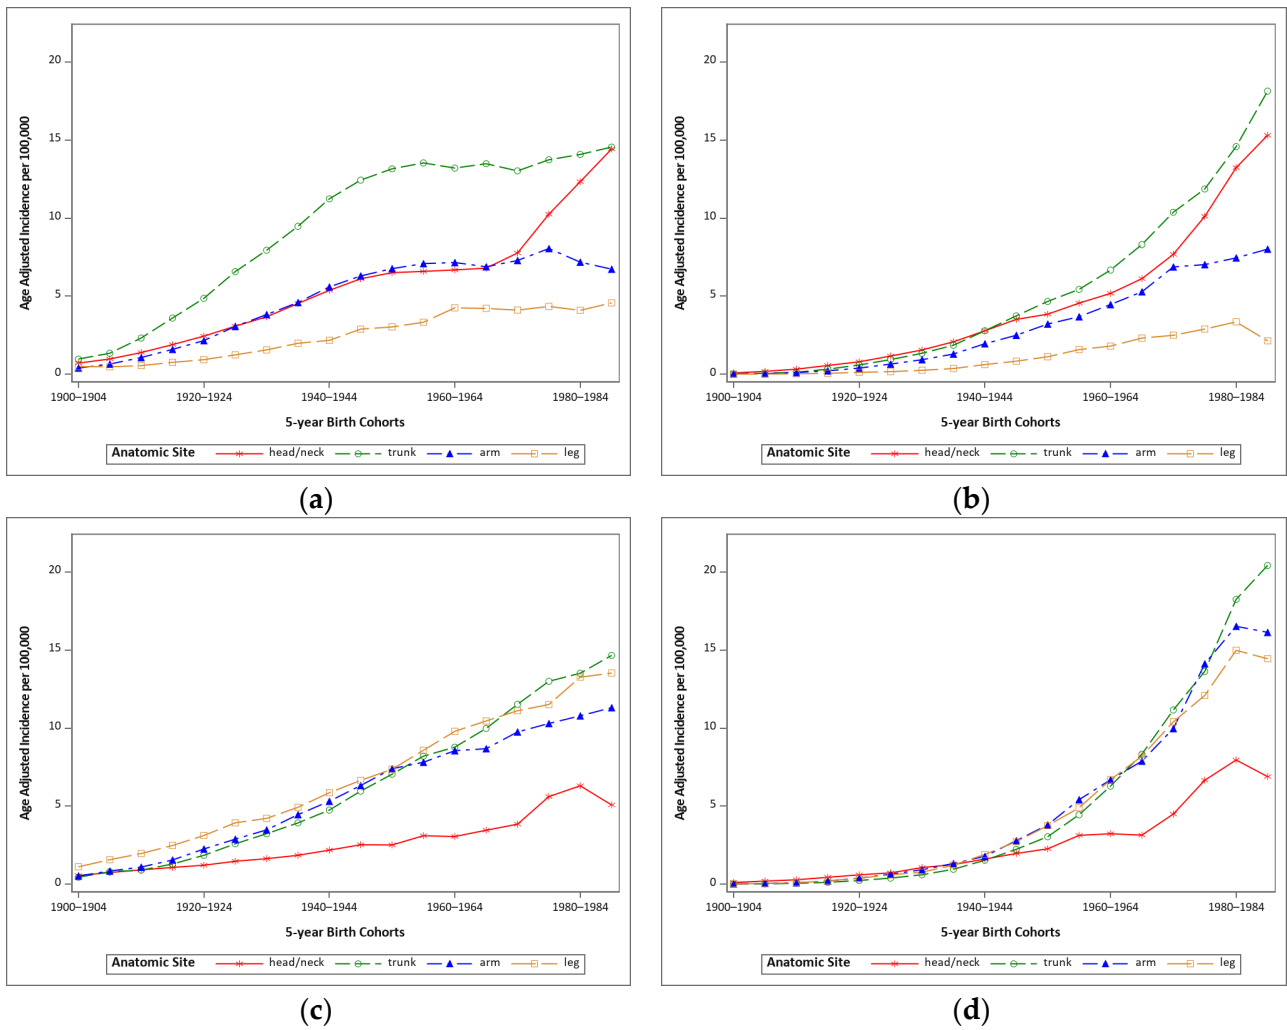 20
15
10
5
0
Age Adjusted Incidence per 100,000
1900–1904 1920–1924 1940–1944 1960–1964 1980–1984
5-year Birth Cohorts
Anatomic Site head/neck trunk arm leg
(a)
20
15
10
5
0
Age Adjusted Incidence per 100,000
1900–1904 1920–1924 1940–1944 1960–1964 1980–1984
5-year Birth Cohorts
Anatomic Site head/neck trunk arm leg
(b)
20
15
10
5
0
Age Adjusted Incidence per 100,000
1900–1904 1920–1924 1940–1944 1960–1964 1980–1984
5-year Birth Cohorts
Anatomic Site head/neck trunk arm leg
(c)
20
15
10
5
0
Age Adjusted Incidence per 100,000
1900–1904 1920–1924 1940–1944 1960–1964 1980–1984
5-year Birth Cohorts
Anatomic Site head/neck trunk arm leg
(d)